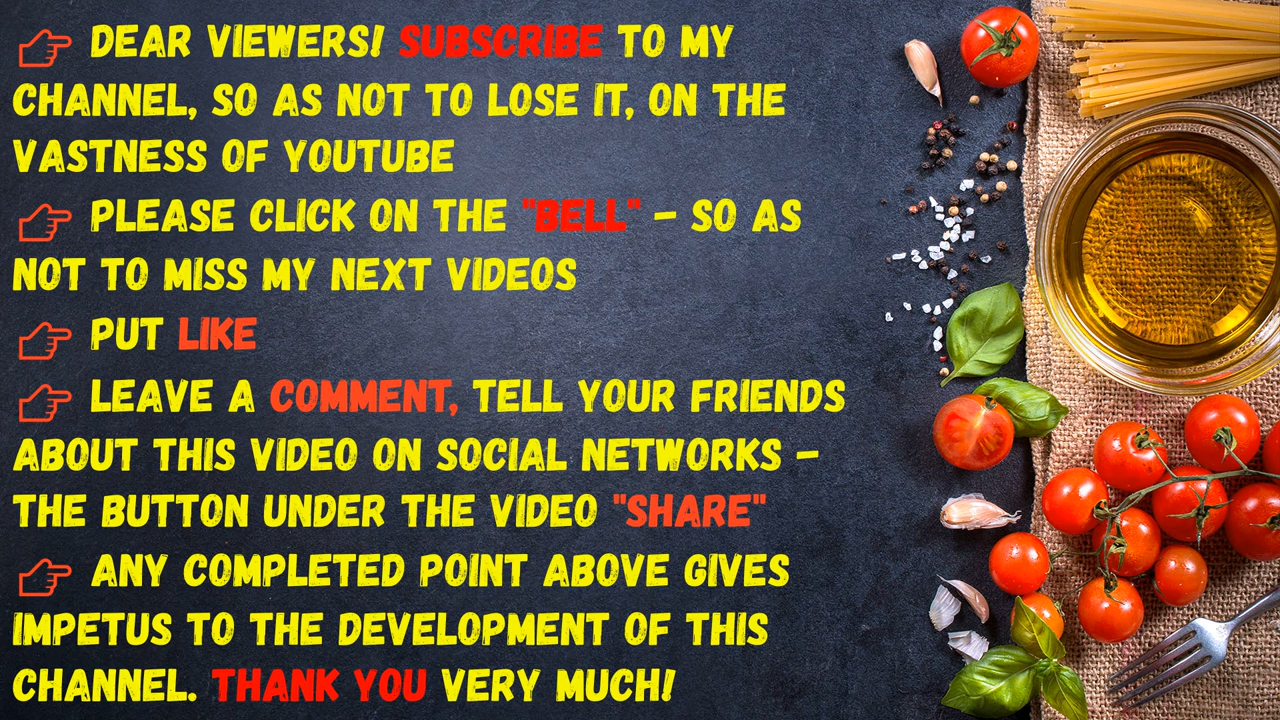 DEAR VIEWERS! SUBSCRIBE TO MY
CHANNEL, SO AS NOT TO LOSE IT, ON THE
VASTNESS OF YOUTUBE
PLEASE CLICK ON THE "BELL" - SO AS
NOT TO MISS MY NEXT VIDEOS
PUT LIKE
LEAVE A COMMENT, TELL YOUR FRIENDS
ABOUT THIS VIDEO ON SOCIAL NETWORKS -
THE BUTTON UNDER THE VIDEO "SHARE"
ANY COMPLETED POINT ABOVE GIVES
IMPETUS TO THE DEVELOPMENT OF THIS
CHANNEL. THANK YOU VERY MUCH!